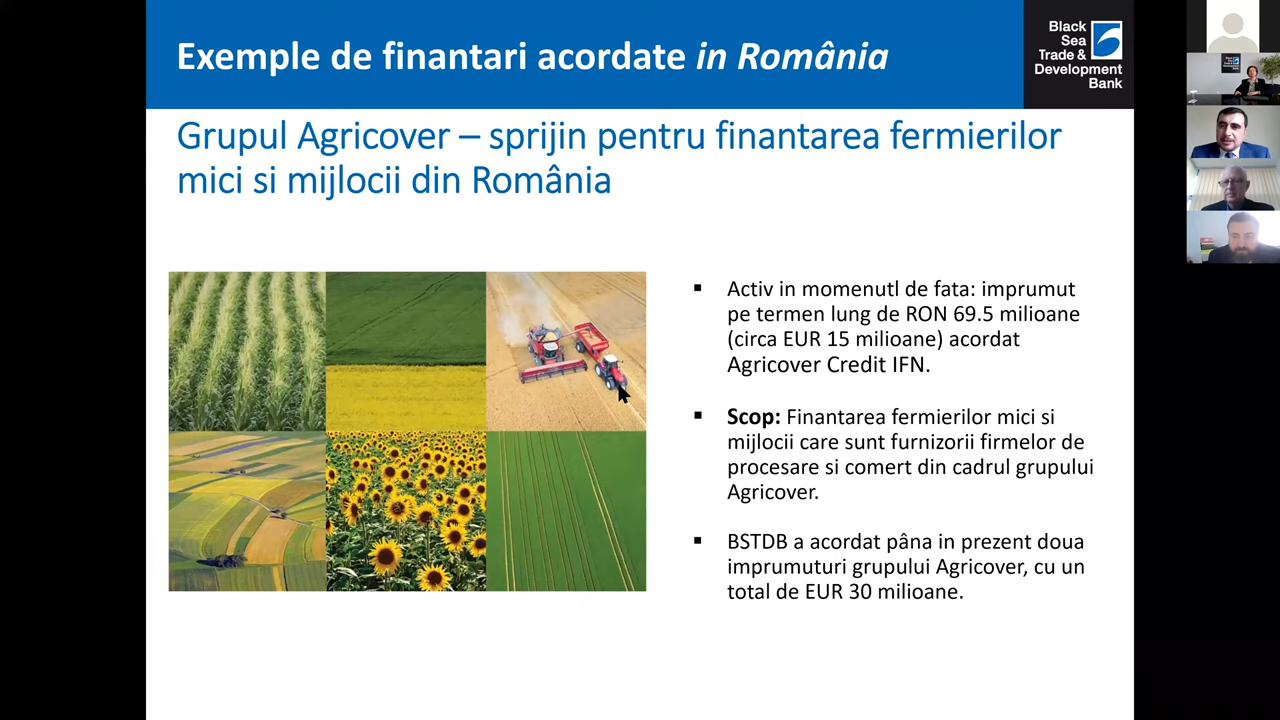 Exemple de finantari acordate in România
Black
Sea
Trade &
Development
Bank
Grupul Agricover – sprijin pentru finantarea fermierilor
mici si mijlocii din România
▪ Activ in momenutl de fata: imprumut
pe termen lung de RON 69.5 milioane
(circa EUR 15 milioane) acordat
Agricover Credit IFN.
▪ Scop: Finantarea fermierilor mici si
mijlocii care sunt furnizorii firmelor de
procesare si comert din cadrul grupului
Agricover.
▪ BSTDB a acordat pâna in prezent doua
imprumuturi grupului Agricover, cu un
total de EUR 30 milioane.